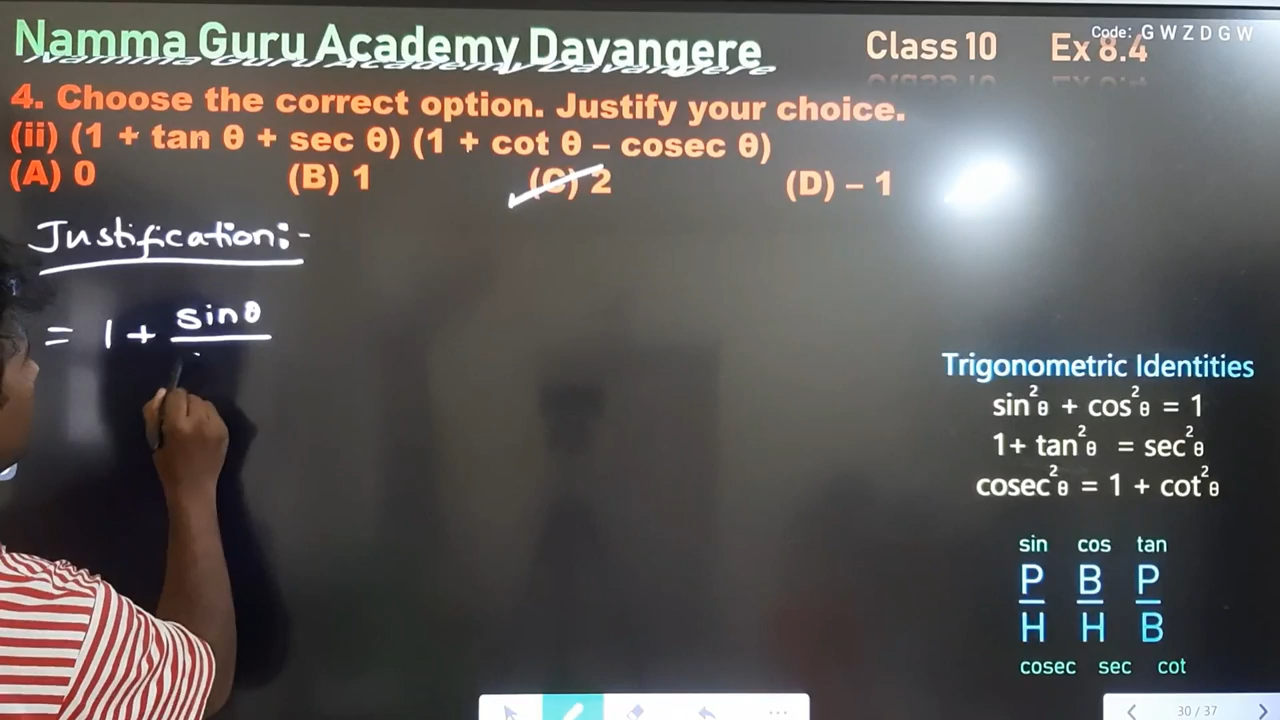 Namma Guru Academy Davangere Class 10 Ex 8.4 Code: G W Z D G W
4. Choose the correct option. Justify your choice.
(ii) (1 + tan θ + sec θ) (1 + cot θ – cosec θ)
(A) 0 (B) 1 (C) 2 (D) – 1
Justification:-
= 1 + sinθ
Trigonometric Identities
sin²θ + cos²θ = 1
1+ tan²θ = sec²θ
cosec²θ = 1 + cot²θ
sin cos tan
P B P
H H B
cosec sec cot
30 / 37